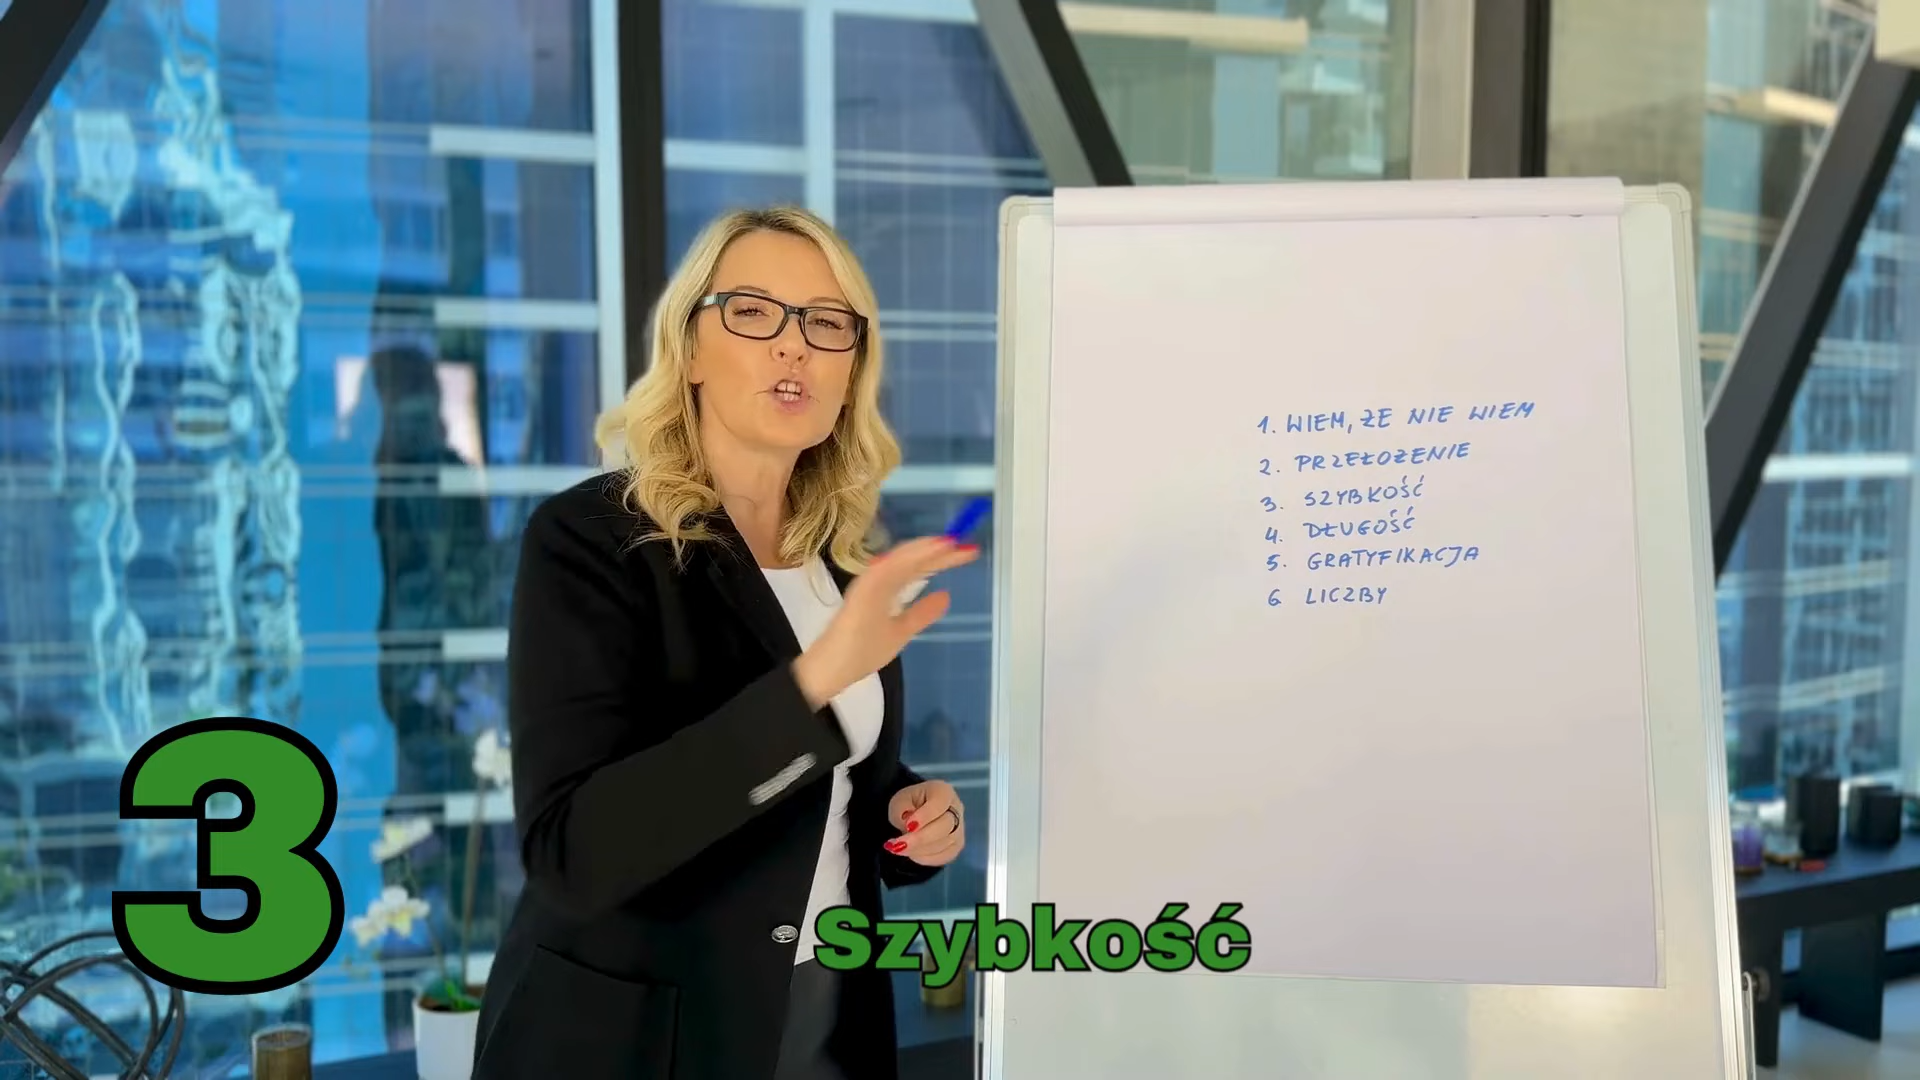 1. WIEM, ŻE NIE WIEM
2. PRZEŁOŻENIE
3. SZYBKOŚĆ
4. DŁUGOŚĆ
5. GRATYFIKACJA
6 LICZBY
3
Szybkość